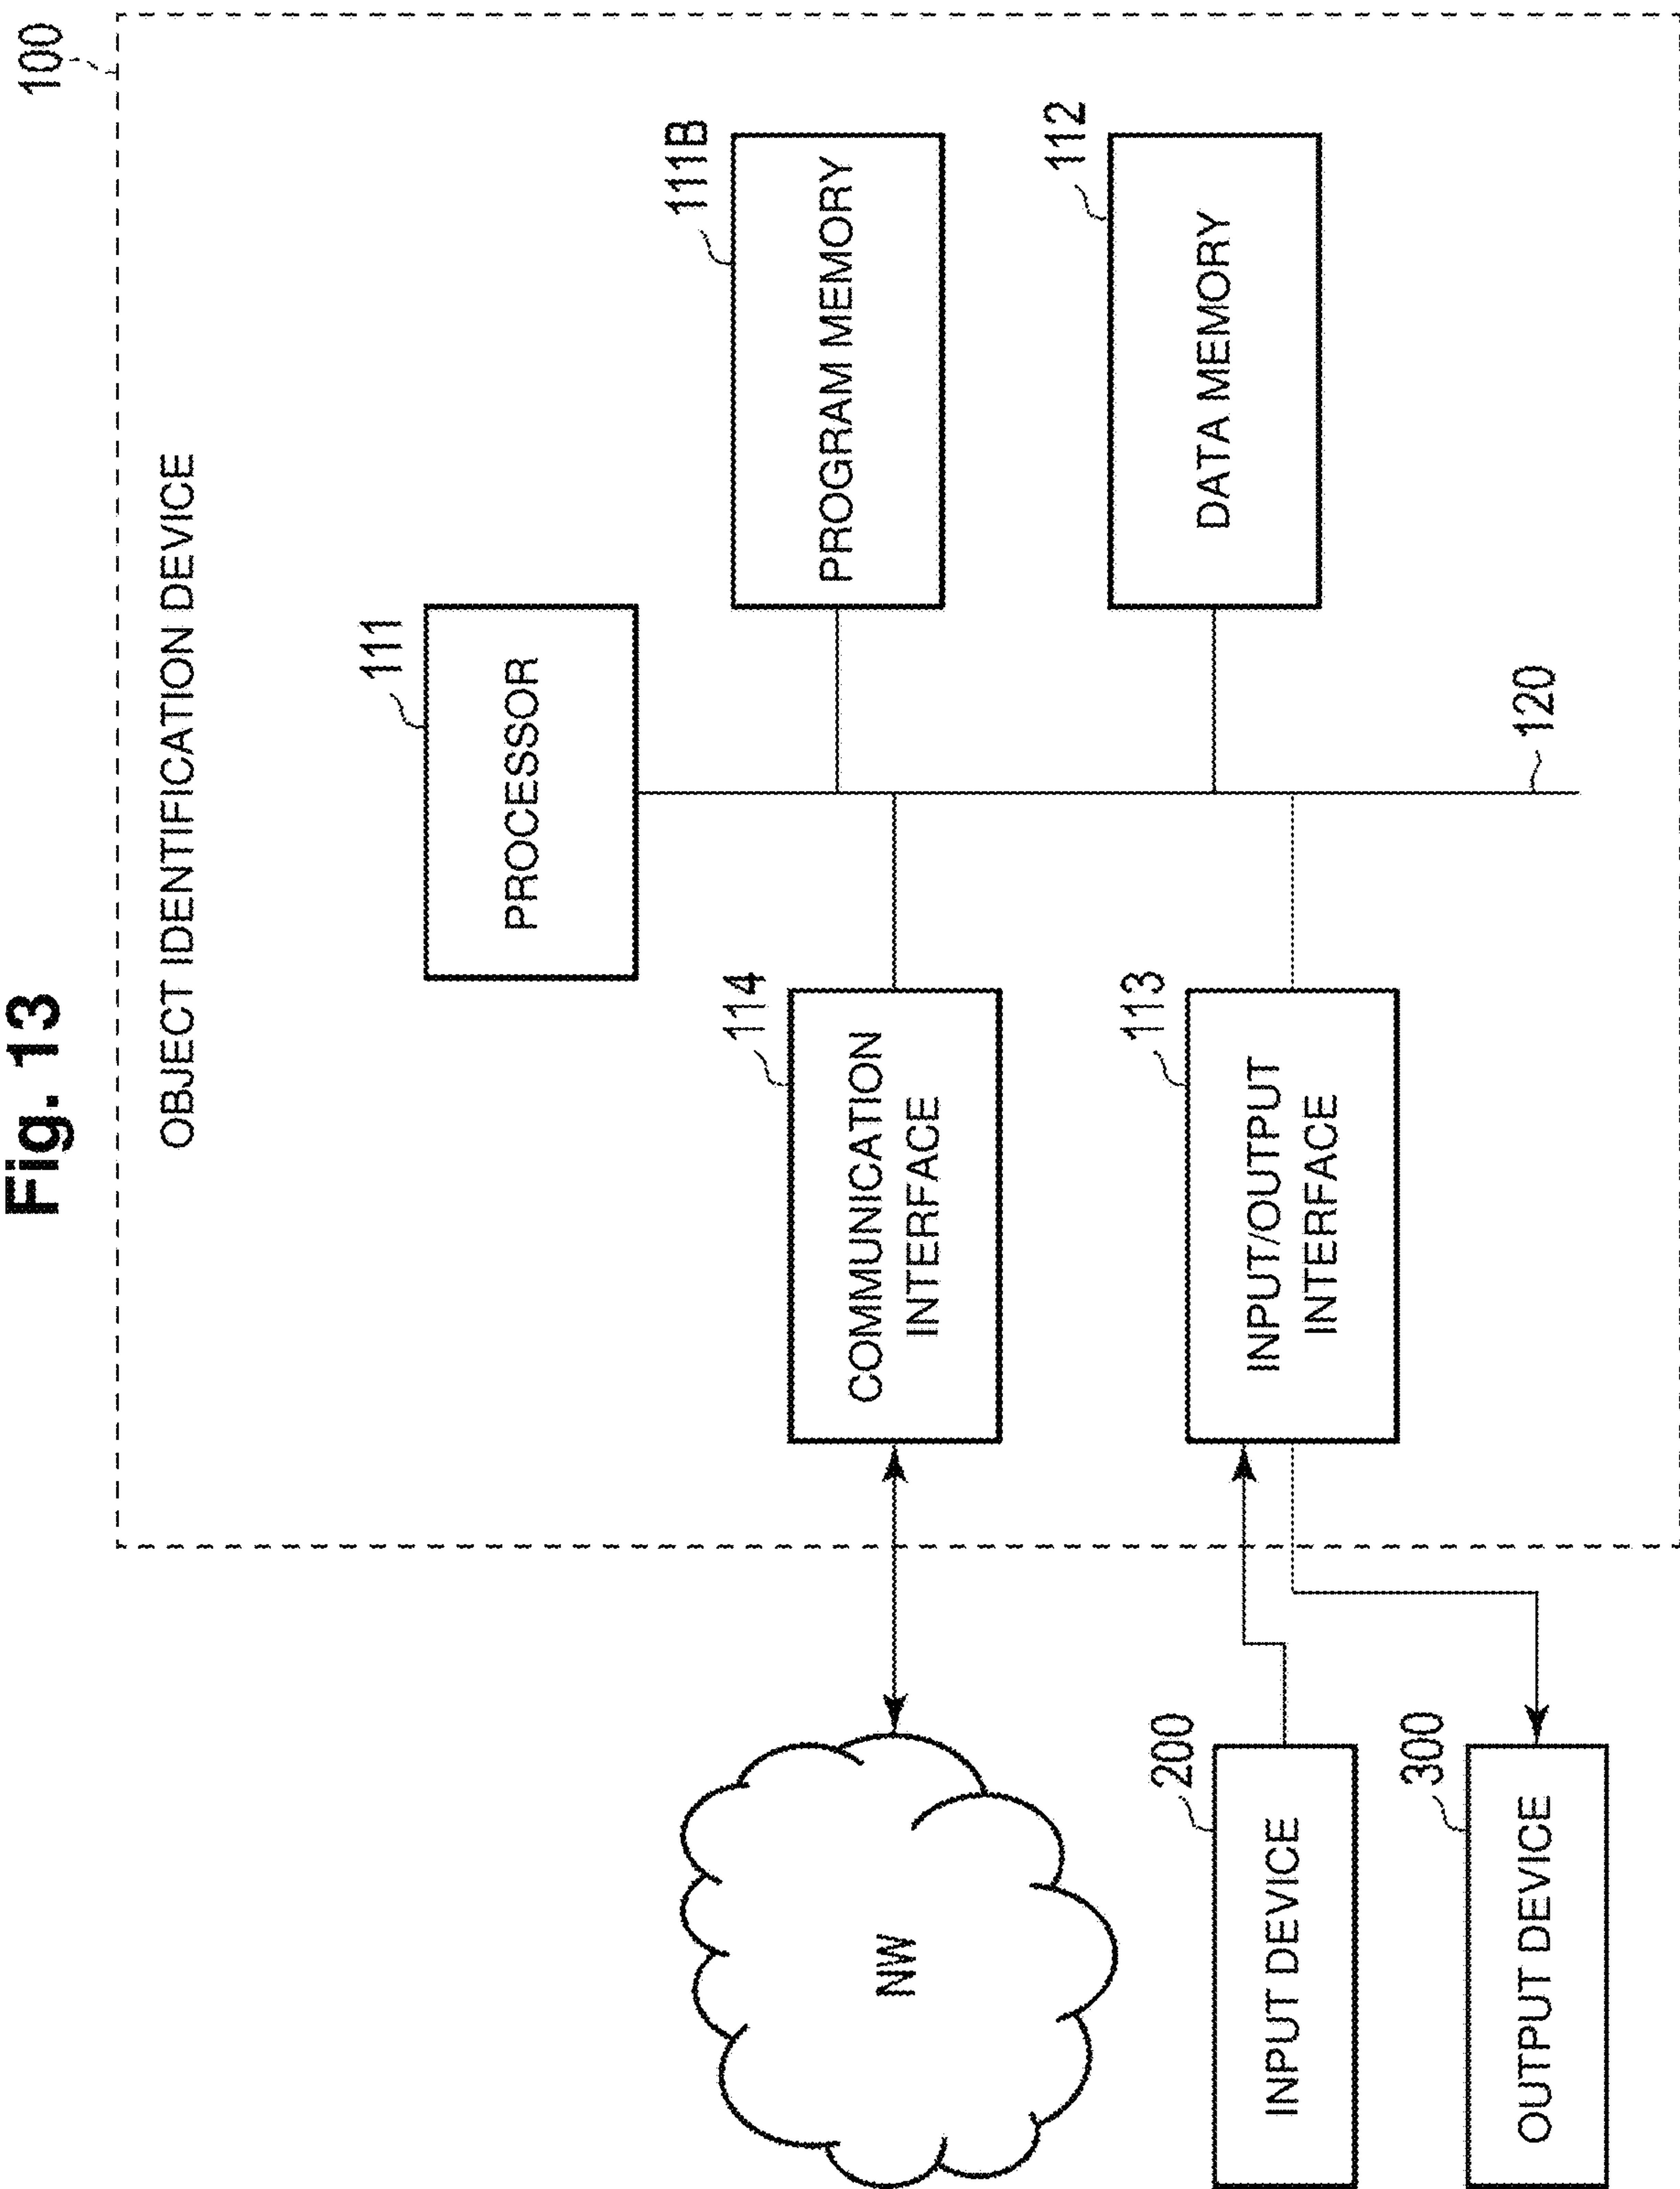 Fig. 13
100
OBJECT IDENTIFICATION DEVICE
111
PROCESSOR
114
COMMUNICATION
INTERFACE
111B
PROGRAM MEMORY
NW
113
INPUT/OUTPUT
INTERFACE
112
DATA MEMORY
200
INPUT DEVICE
300
OUTPUT DEVICE
120